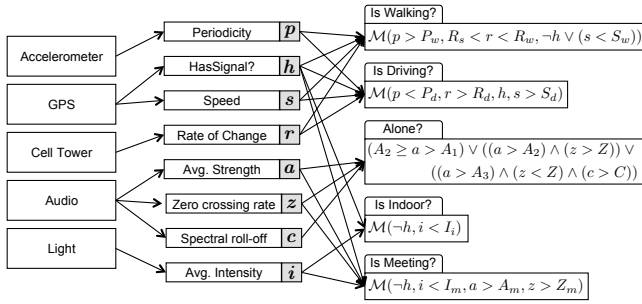 Accelerometer
GPS
Cell Tower
Audio
Light
Periodicity p
HasSignal? h
Speed s
Rate of Change r
Avg. Strength a
Zero crossing rate z
Spectral roll-off c
Avg. Intensity i
Is Walking?
ℳ(p > P_w, R_s < r < R_w, ¬h ∨ (s < S_w))
Is Driving?
ℳ(p < P_d, r > R_d, h, s > S_d)
Alone?
(A_2 ≥ a > A_1) ∨ ((a > A_2) ∧ (z > Z)) ∨
((a > A_3) ∧ (z < Z) ∧ (c > C))
Is Indoor?
ℳ(¬h, i < I_i)
Is Meeting?
ℳ(¬h, i < I_m, a > A_m, z > Z_m)